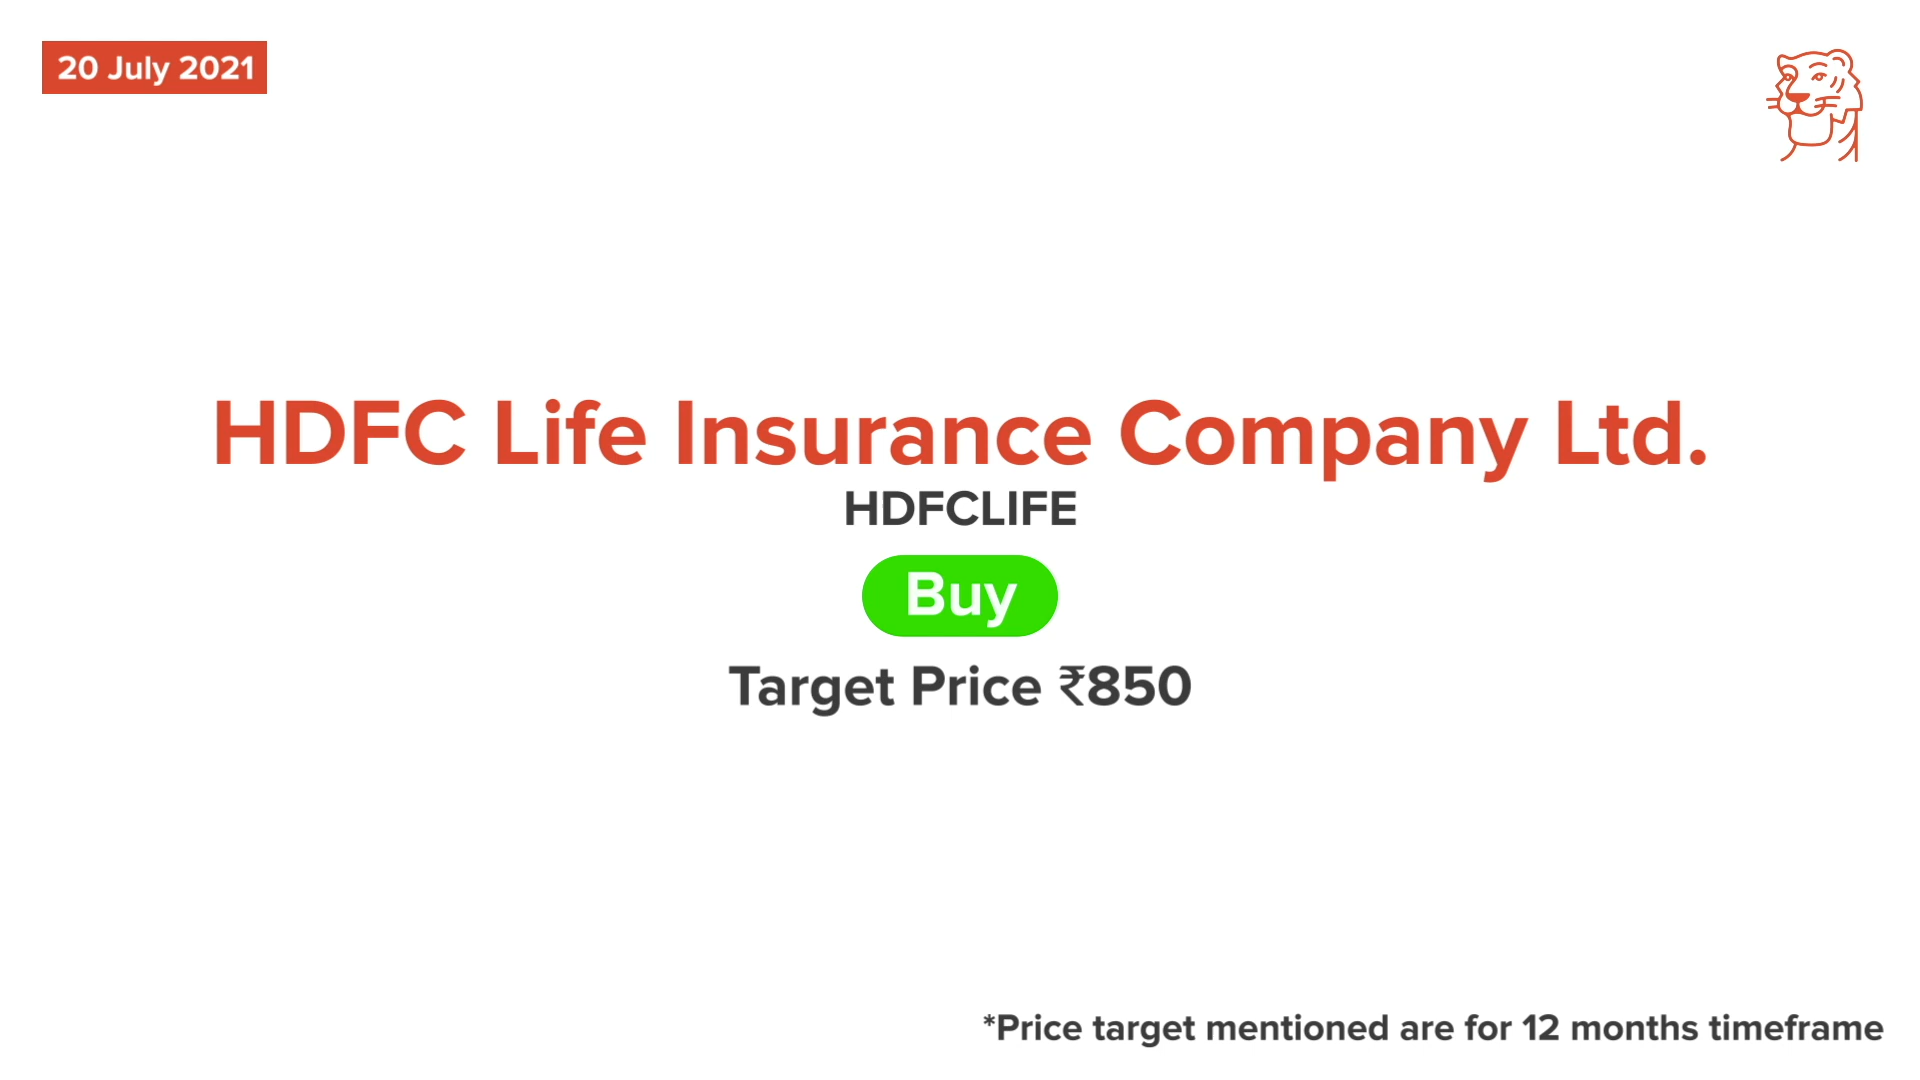 20 July 2021
HDFC Life Insurance Company Ltd.
HDFCLIFE
Buy
Target Price ₹850
*Price target mentioned are for 12 months timeframe